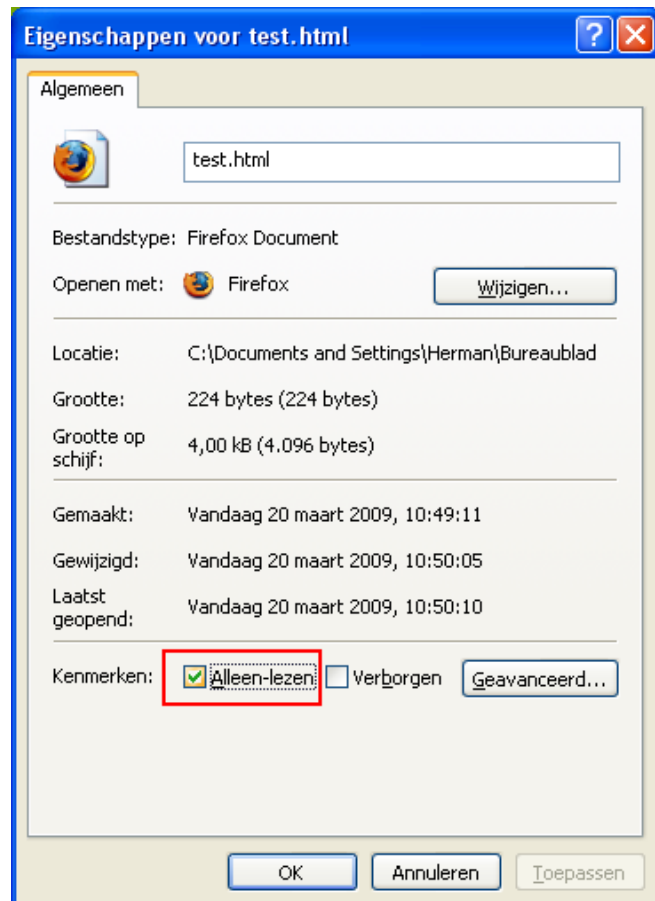 Eigenschappen voor test.html
Algemeen
test.html
Bestandstype: Firefox Document
Openen met: Firefox Wijzigen...
Locatie: C:\Documents and Settings\Herman\Bureaublad
Grootte: 224 bytes (224 bytes)
Grootte op
schijf: 4,00 kB (4.096 bytes)
Gemaakt: Vandaag 20 maart 2009, 10:49:11
Gewijzigd: Vandaag 20 maart 2009, 10:50:05
Laatst
geopend: Vandaag 20 maart 2009, 10:50:10
Kenmerken: Alleen-lezen Verborgen Geavanceerd...
OK Annuleren Toepassen